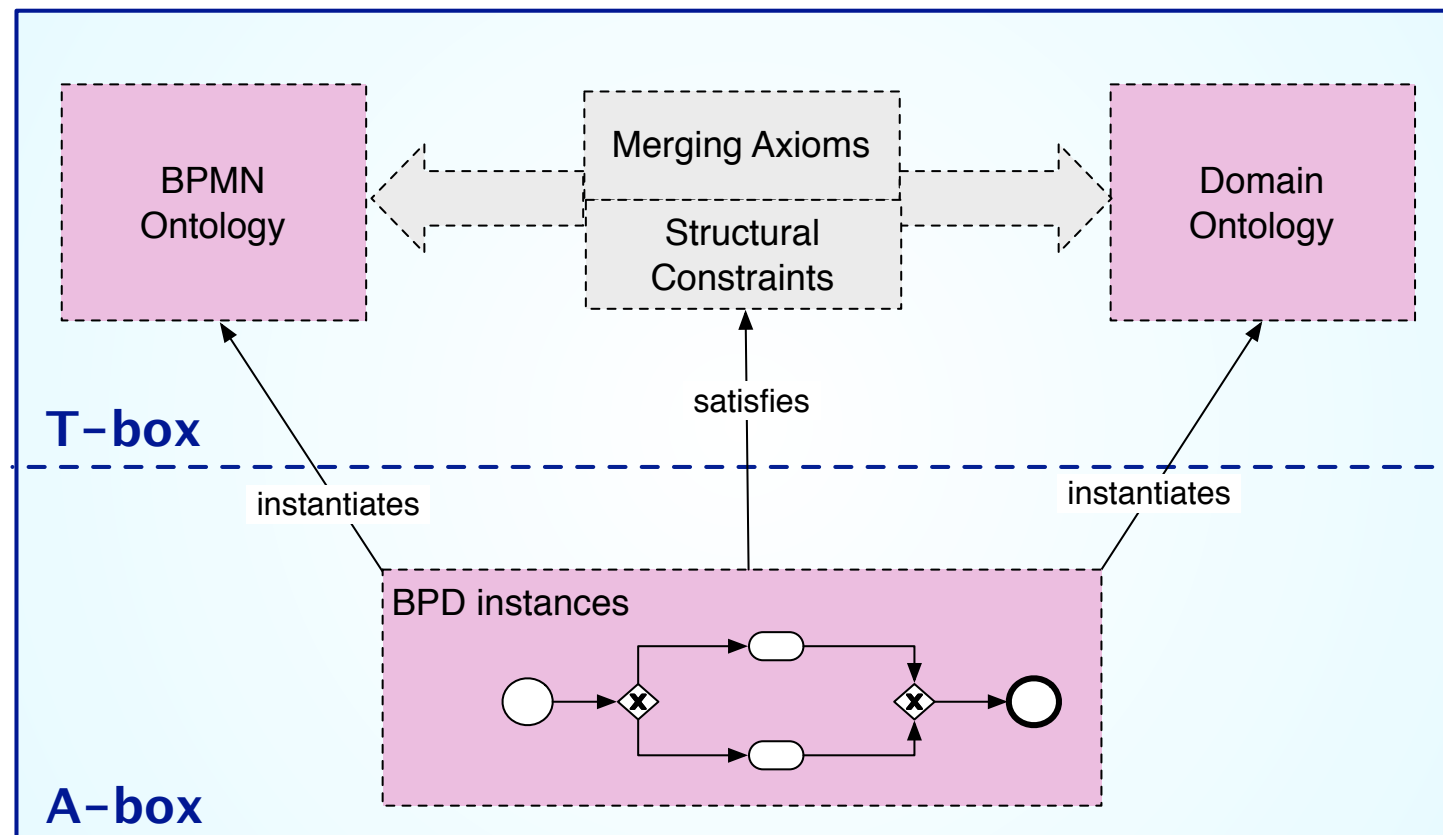 BPMN
Ontology
Merging Axioms
Structural
Constraints
Domain
Ontology
satisfies
T-box
instantiates
instantiates
BPD instances
X
X
A-box